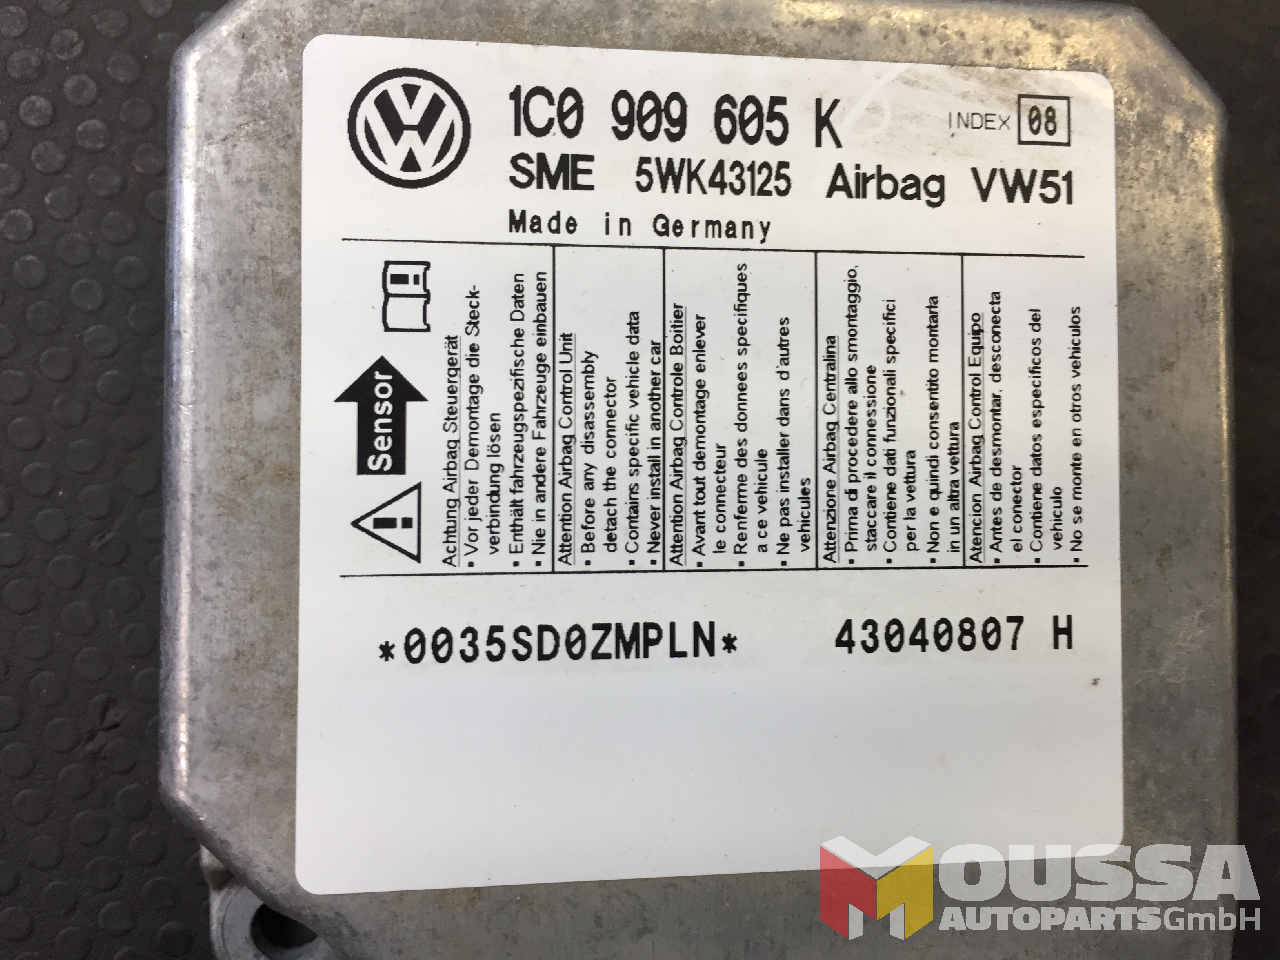 1C0 909 605 K INDEX 08
SME 5WK43125 Airbag VW51
Made in Germany
Sensor
Achtung Airbag Steuergerät
• Vor jeder Demontage die Steck-
verbindung lösen
• Enthält fahrzeugspezifische Daten
• Nie in andere Fahrzeuge einbauen
Attention Airbag Control Unit
• Before any disassembly
detach the connector
• Contains specific vehicle data
• Never install in another car
Attention Airbag Controle Boitier
• Avant tout demontage enlever
le connecteur
• Renferme des donnees specifiques
a ce vehicule
• Ne pas installer dans d'autres
vehicules
Attenzione Airbag Centralina
• Prima di procedere allo smontaggio,
staccare il connessione
• Contiene dati funzionali specifici
per la vettura
• Non e quindi consentito montarla
in un altra vettura
Atencion Airbag Control Equipo
• Antes de desmontar, desconecta
el conector
• Contiene datos especificos del
vehiculo
• No se monte en otros vehiculos
*0035SD0ZMPLN* 43040807 H
MOUSSA
AUTOPARTS GmbH